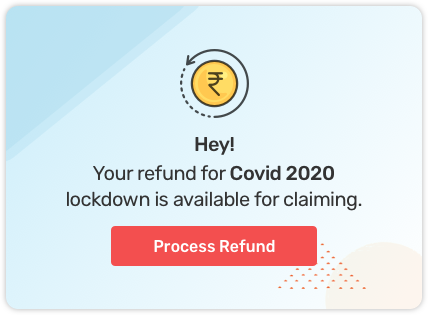 ₹
Hey!
Your refund for Covid 2020
lockdown is available for claiming.
Process Refund